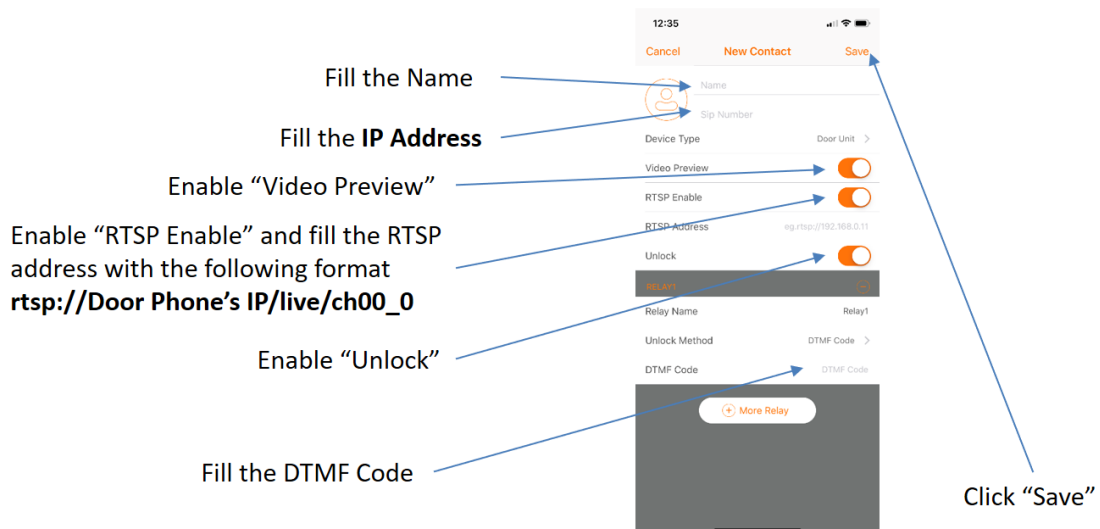 12:35
Cancel New Contact Save
Fill the Name
Name
Fill the IP Address
Sip Number
Device Type Door Unit >
Enable “Video Preview”
Video Preview
RTSP Enable
Enable “RTSP Enable” and fill the RTSP
address with the following format
rtsp://Door Phone’s IP/live/ch00_0
RTSP Address eg.rtsp://192.168.0.11
Unlock
RELAY1
Relay Name Relay1
Enable “Unlock”
Unlock Method DTMF Code >
DTMF Code DTMF Code
More Relay
Fill the DTMF Code
Click “Save”